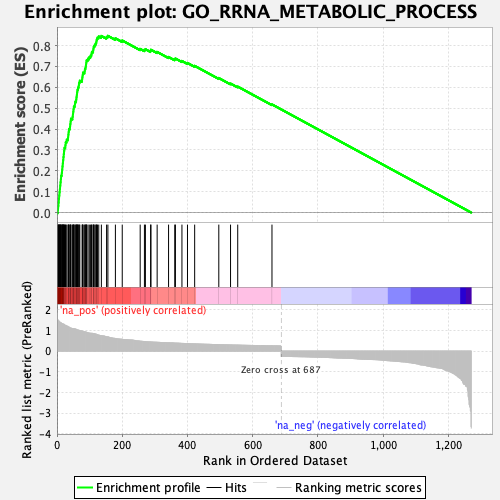 Enrichment plot: GO_RRNA_METABOLIC_PROCESS
Enrichment score (ES)
0.8
0.7
0.6
0.5
0.4
0.3
0.2
0.1
0.0
'na_pos' (positively correlated)
Ranked list metric (PreRanked)
2
1
0
-1
-2
-3
-4
Zero cross at 687
'na_neg' (negatively correlated)
0
200
400
600
800
1,000
1,200
Rank in Ordered Dataset
Enrichment profile
Hits
Ranking metric scores